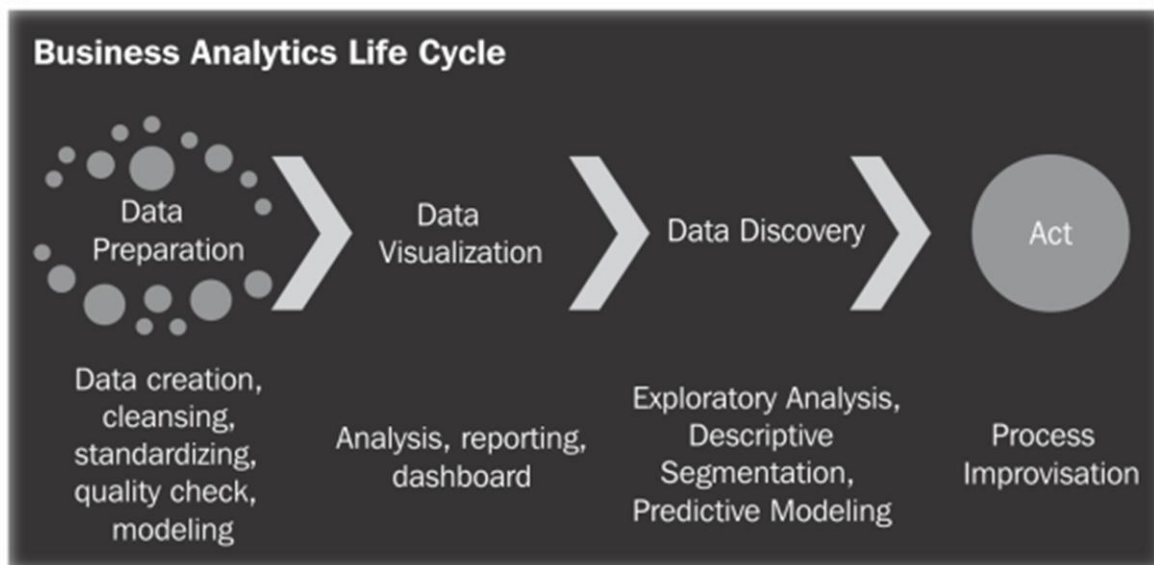 Business Analytics Life Cycle
Data
Preparation
Data
Visualization
Data Discovery
Act
Data creation,
cleansing,
standardizing,
quality check,
modeling
Analysis, reporting,
dashboard
Exploratory Analysis,
Descriptive
Segmentation,
Predictive Modeling
Process
Improvisation